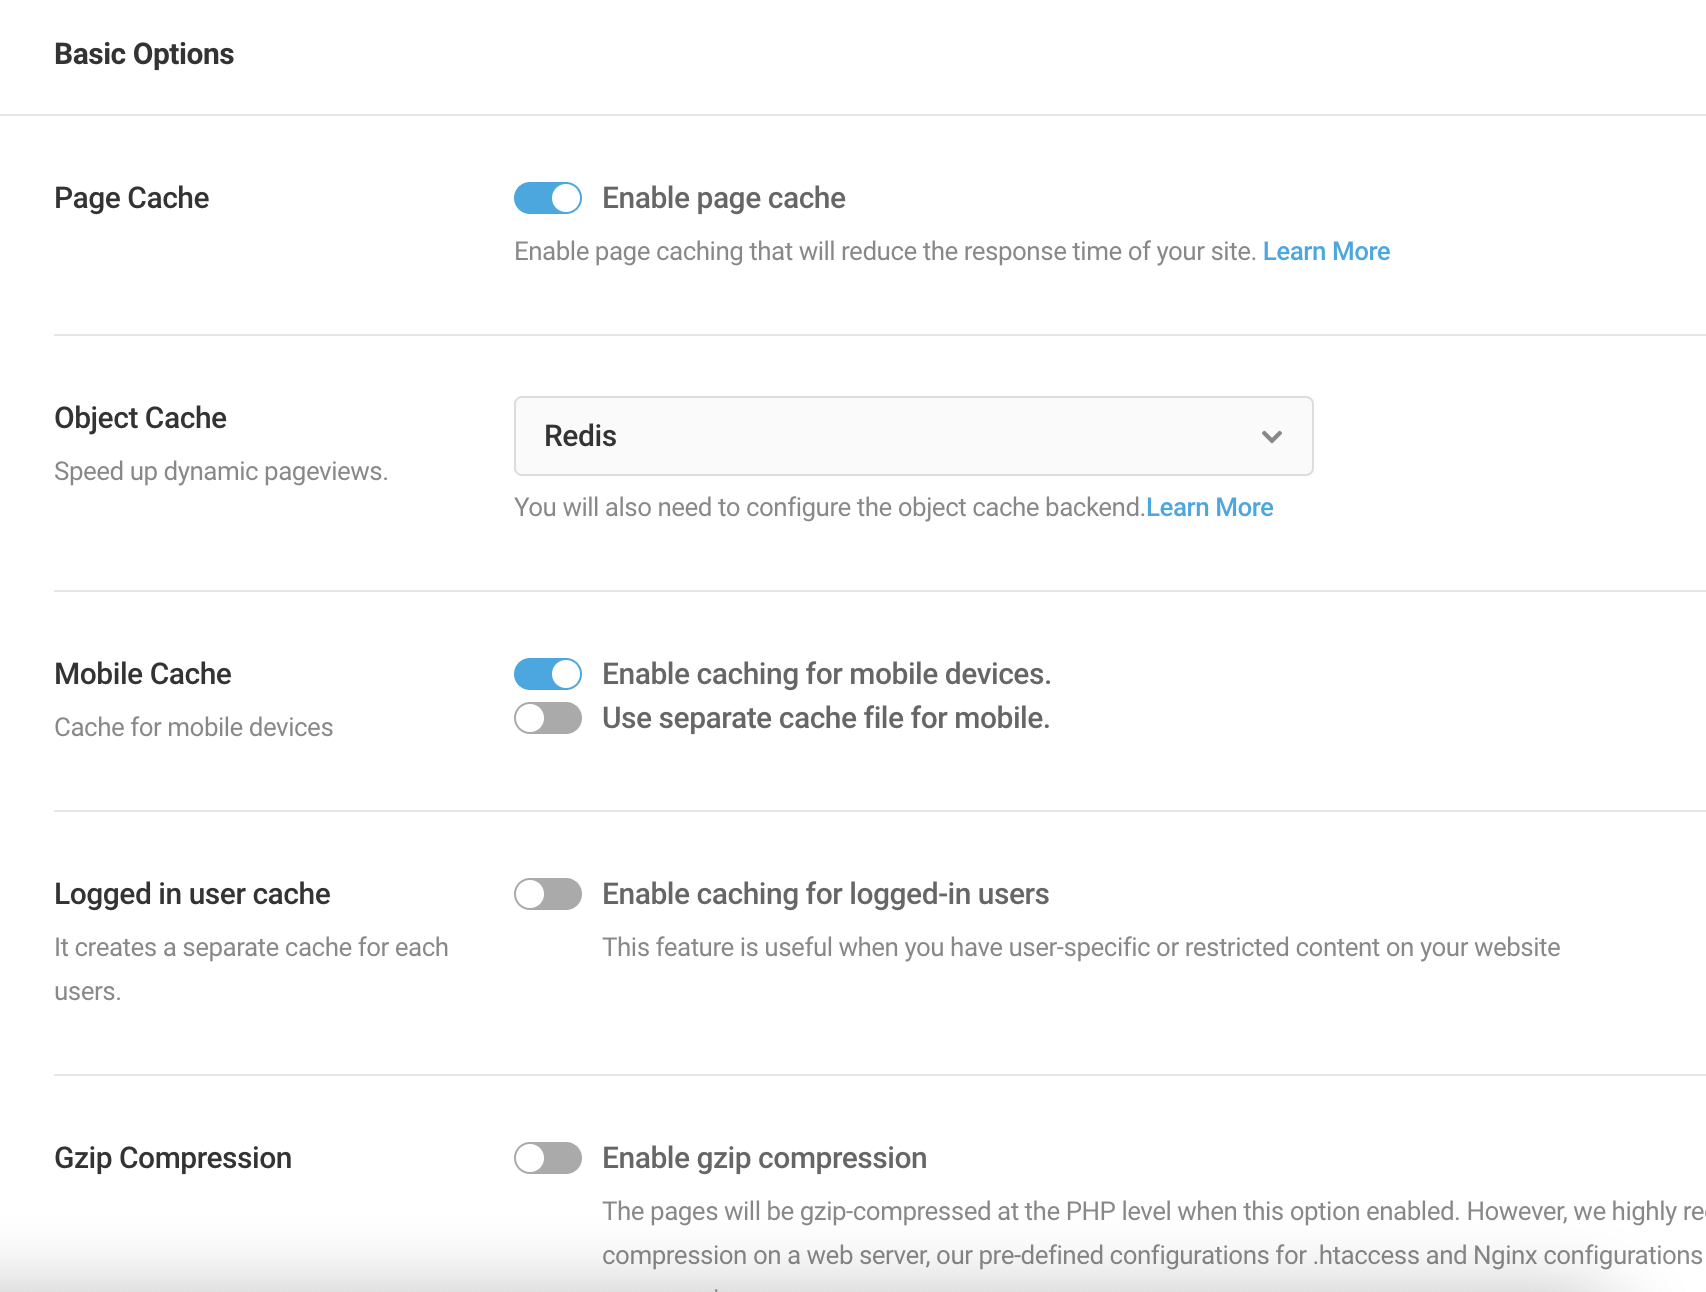 Basic Options
Page Cache
Enable page cache
Enable page caching that will reduce the response time of your site. Learn More
Object Cache
Speed up dynamic pageviews.
Redis
You will also need to configure the object cache backend.Learn More
Mobile Cache
Cache for mobile devices
Enable caching for mobile devices.
Use separate cache file for mobile.
Logged in user cache
It creates a separate cache for each
users.
Enable caching for logged-in users
This feature is useful when you have user-specific or restricted content on your website
Gzip Compression
Enable gzip compression
The pages will be gzip-compressed at the PHP level when this option enabled. However, we highly
compression on a web server, our pre-defined configurations for .htaccess and Nginx configurations